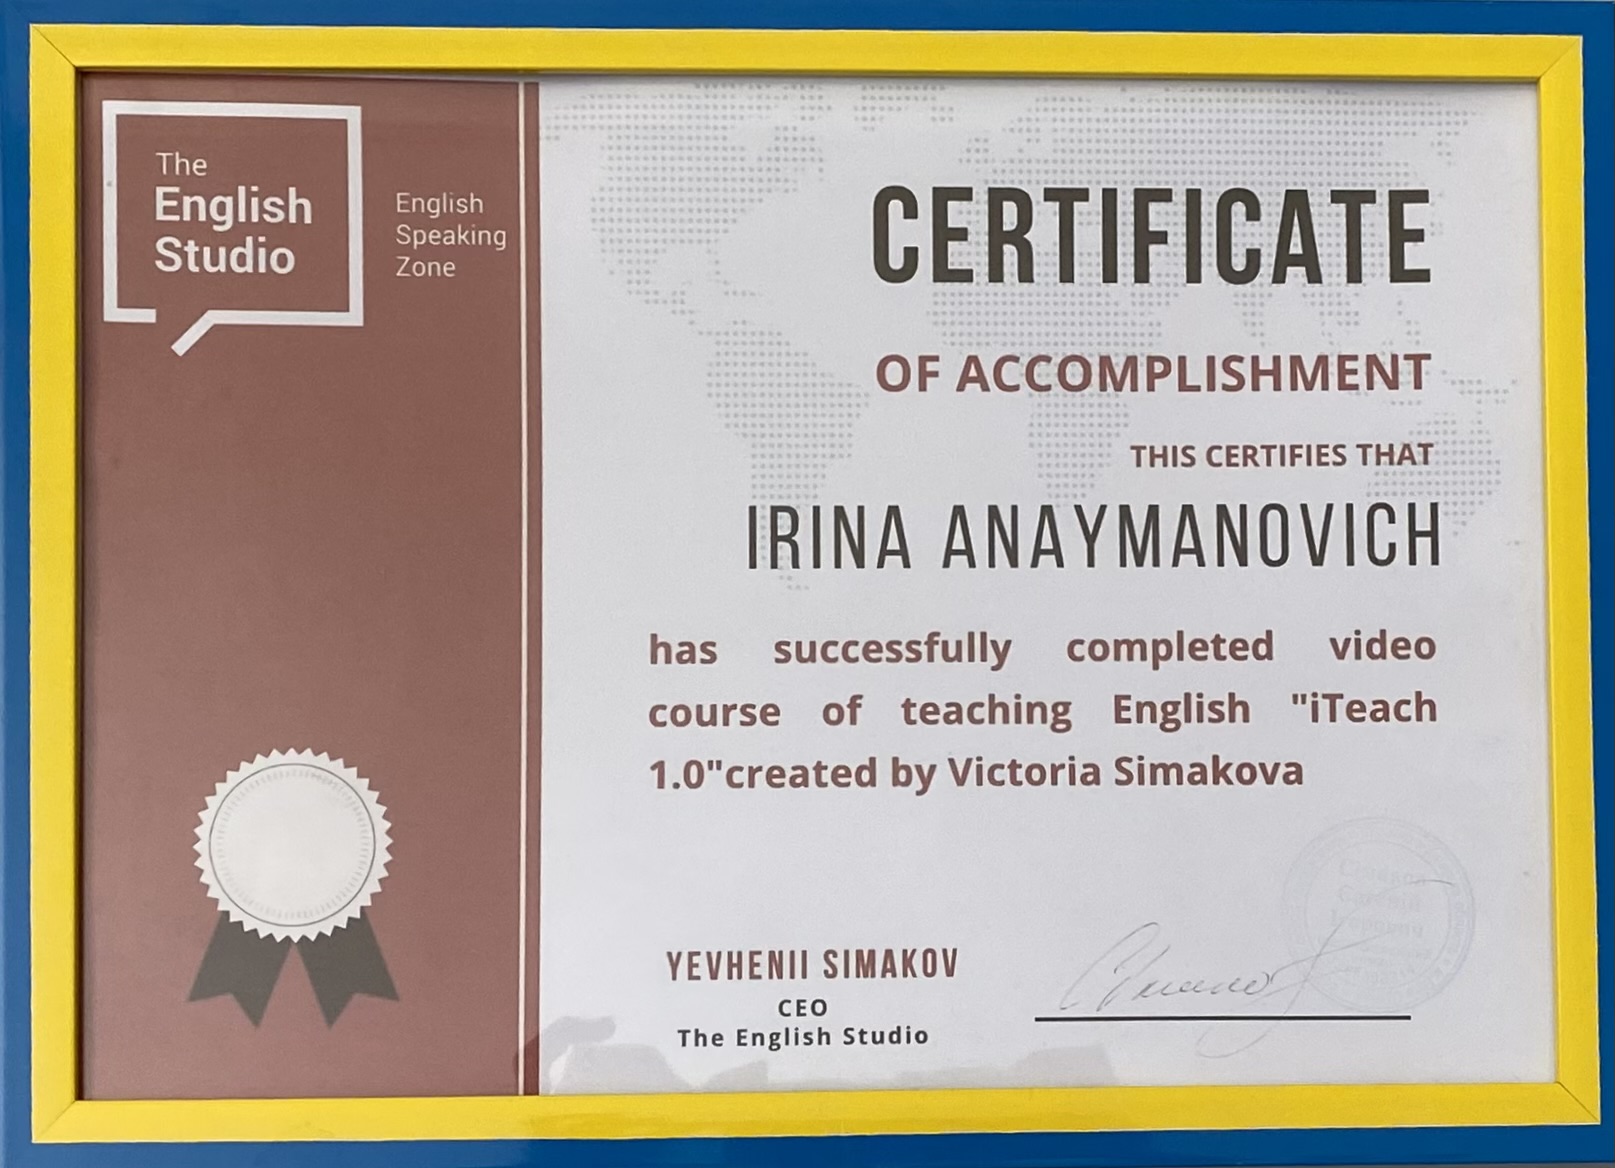 The
English
Studio
English
Speaking
Zone
CERTIFICATE
OF ACCOMPLISHMENT
THIS CERTIFIES THAT
IRINA ANAYMANOVICH
has successfully completed video
course of teaching English "iTeach
1.0"created by Victoria Simakova
YEVHENII SIMAKOV
CEO
The English Studio